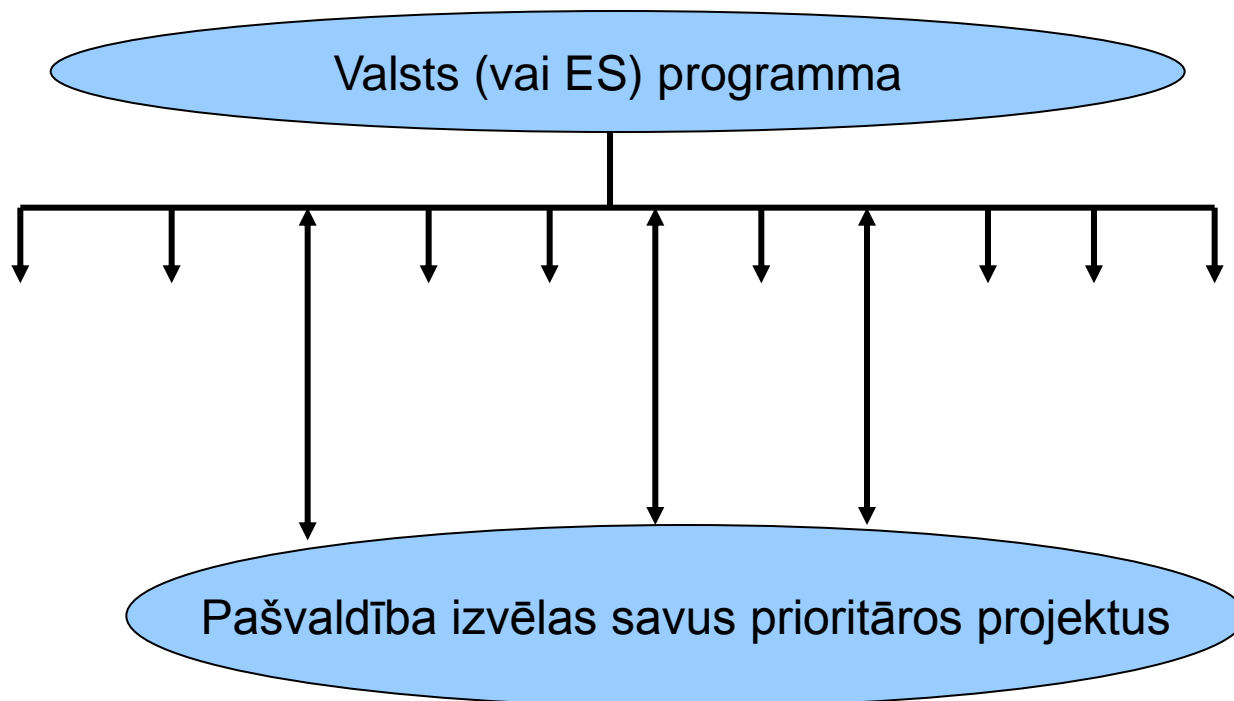 Valsts (vai ES) programma
Pašvaldība izvēlas savus prioritāros projektus